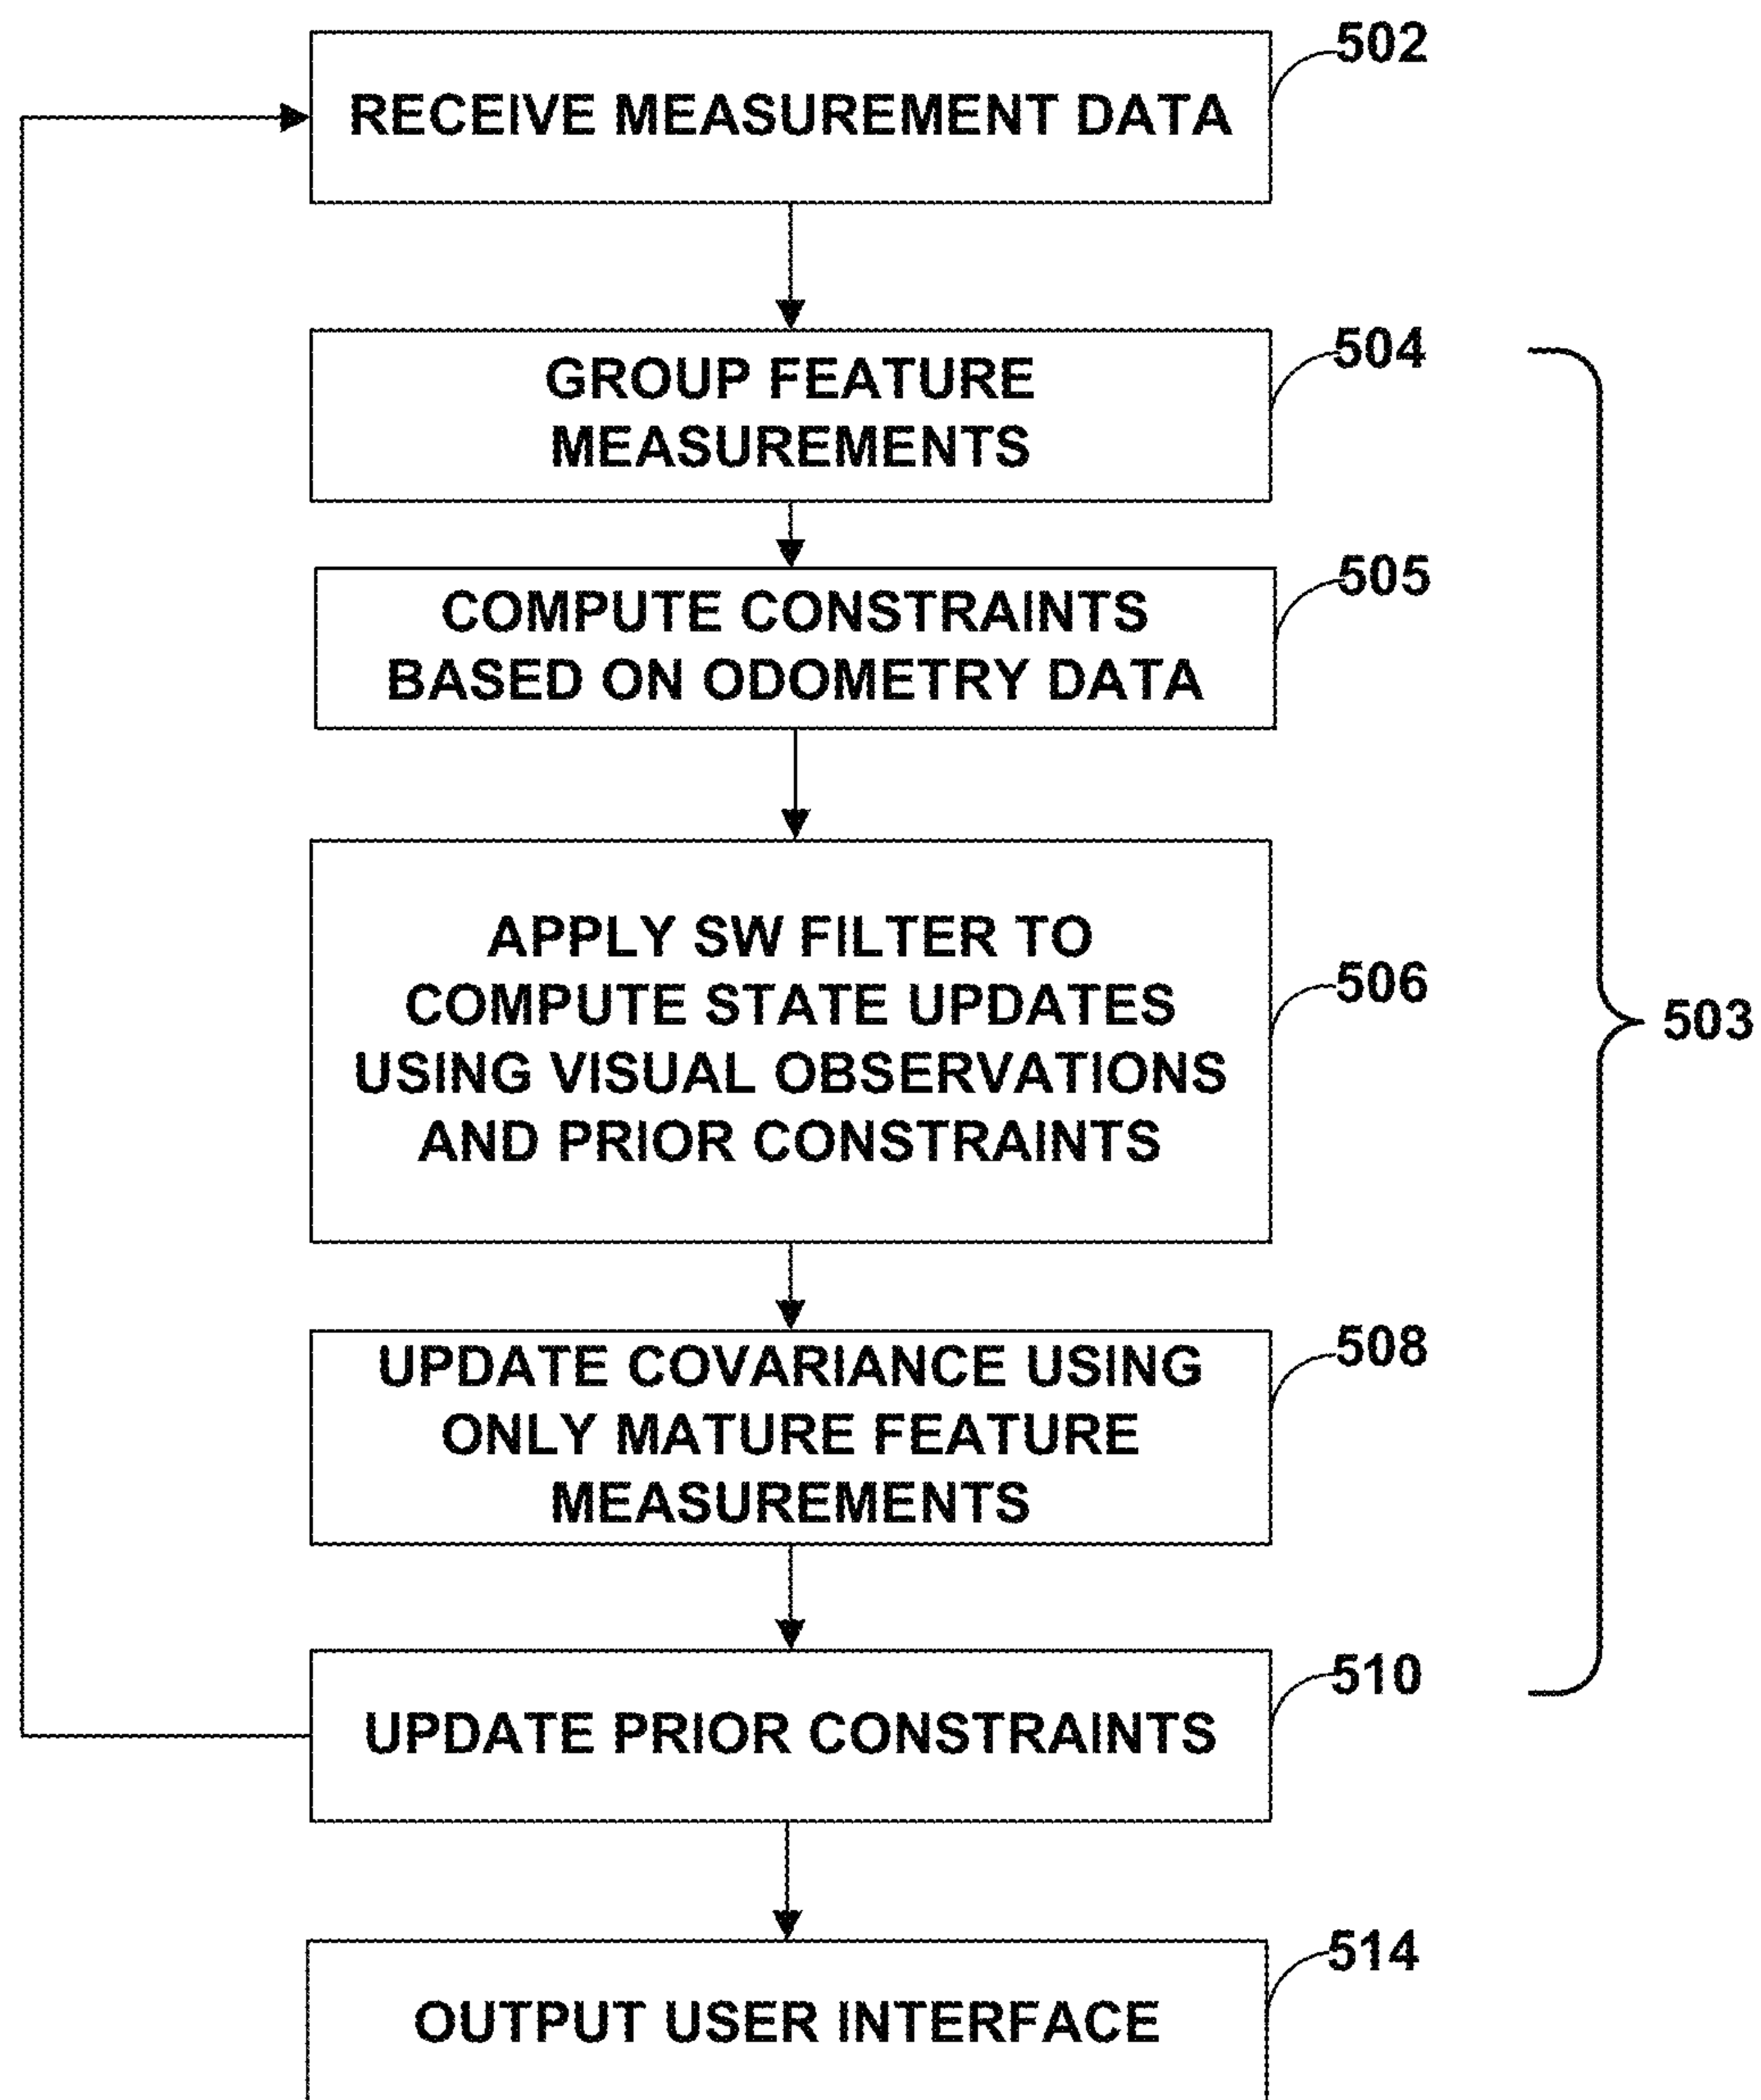 502
RECEIVE MEASUREMENT DATA
504
GROUP FEATURE
MEASUREMENTS
505
COMPUTE CONSTRAINTS
BASED ON ODOMETRY DATA
APPLY SW FILTER TO
COMPUTE STATE UPDATES
USING VISUAL OBSERVATIONS
AND PRIOR CONSTRAINTS
506
503
508
UPDATE COVARIANCE USING
ONLY MATURE FEATURE
MEASUREMENTS
510
UPDATE PRIOR CONSTRAINTS
514
OUTPUT USER INTERFACE